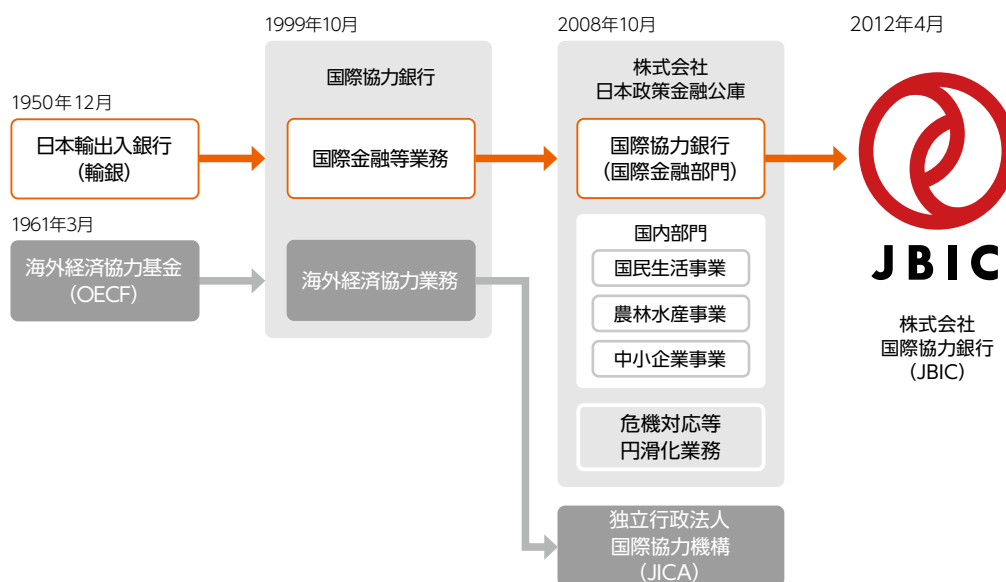 1950年12月
日本輸出入銀行
(輸銀)
1961年3月
海外経済協力基金
(OECF)
1999年10月
国際協力銀行
国際金融等業務
海外経済協力業務
2008年10月
株式会社
日本政策金融公庫
国際協力銀行
(国際金融部門)
国内部門
国民生活事業
農林水産事業
中小企業事業
危機対応等
円滑化業務
独立行政法人
国際協力機構
(JICA)
2012年4月
JBIC
株式会社
国際協力銀行
(JBIC)